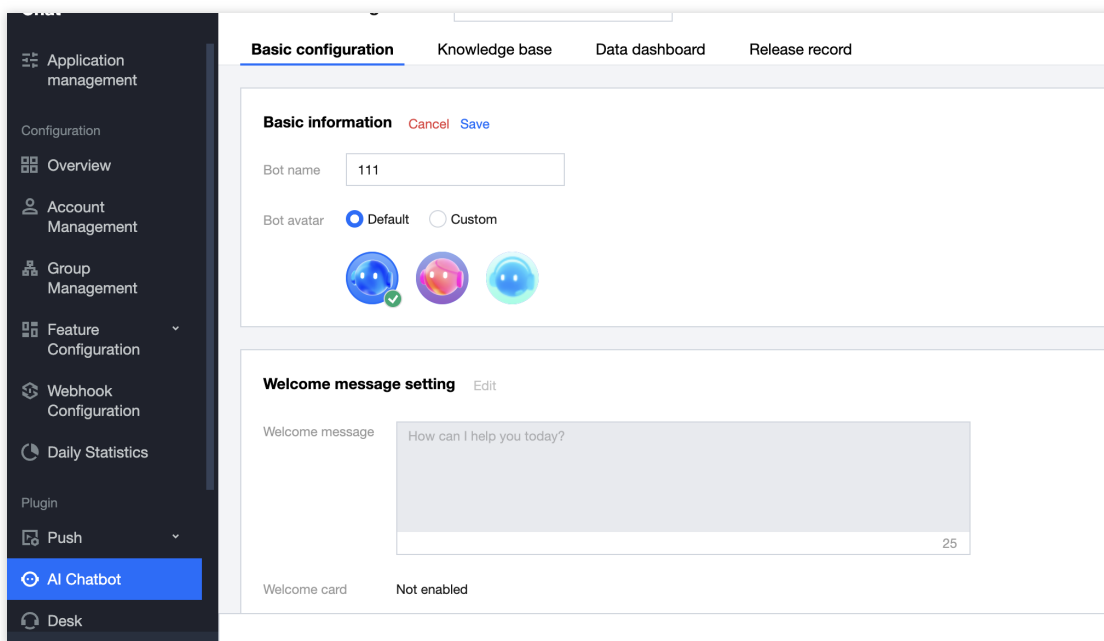 Application
management
Configuration
Overview
Account
Management
Group
Management
Feature
Configuration
Webhook
Configuration
Daily Statistics
Plugin
Push
AI Chatbot
Desk
Basic configuration Knowledge base Data dashboard Release record
Basic information Cancel Save
Bot name 111
Bot avatar Default Custom
Welcome message setting Edit
Welcome message How can I help you today?
25
Welcome card Not enabled